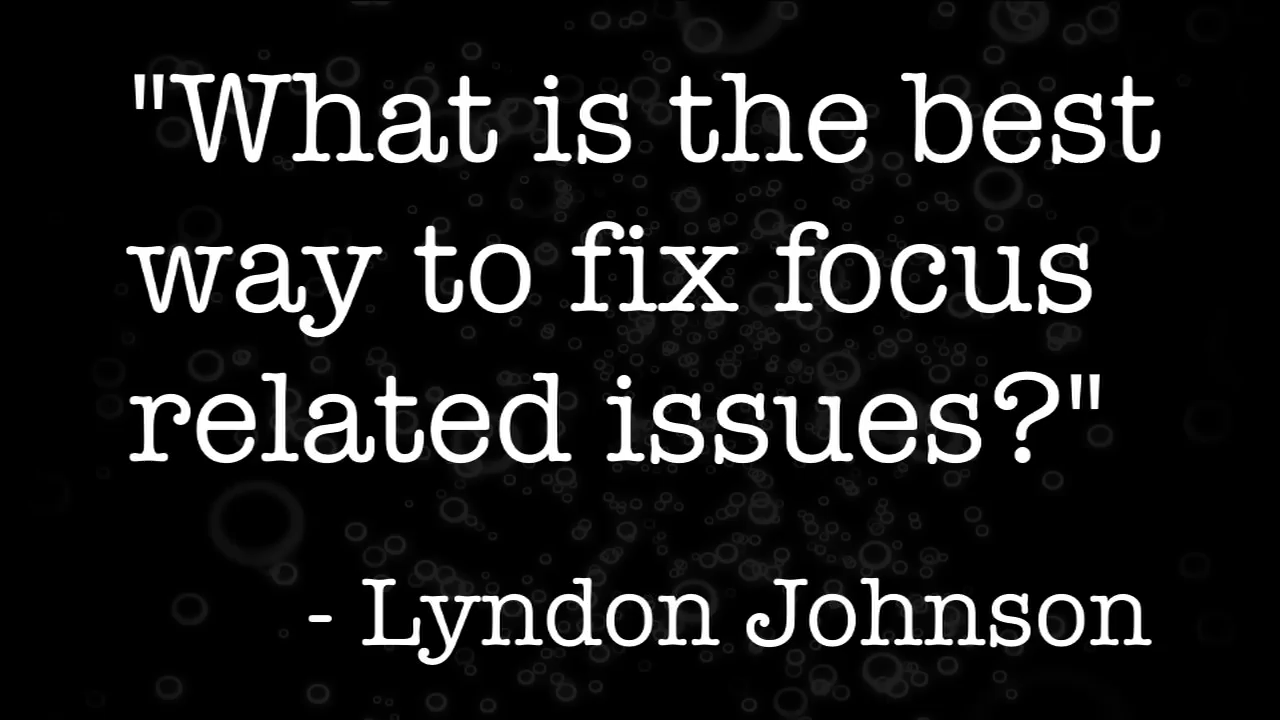 "What is the best
way to fix focus
related issues?"
- Lyndon Johnson